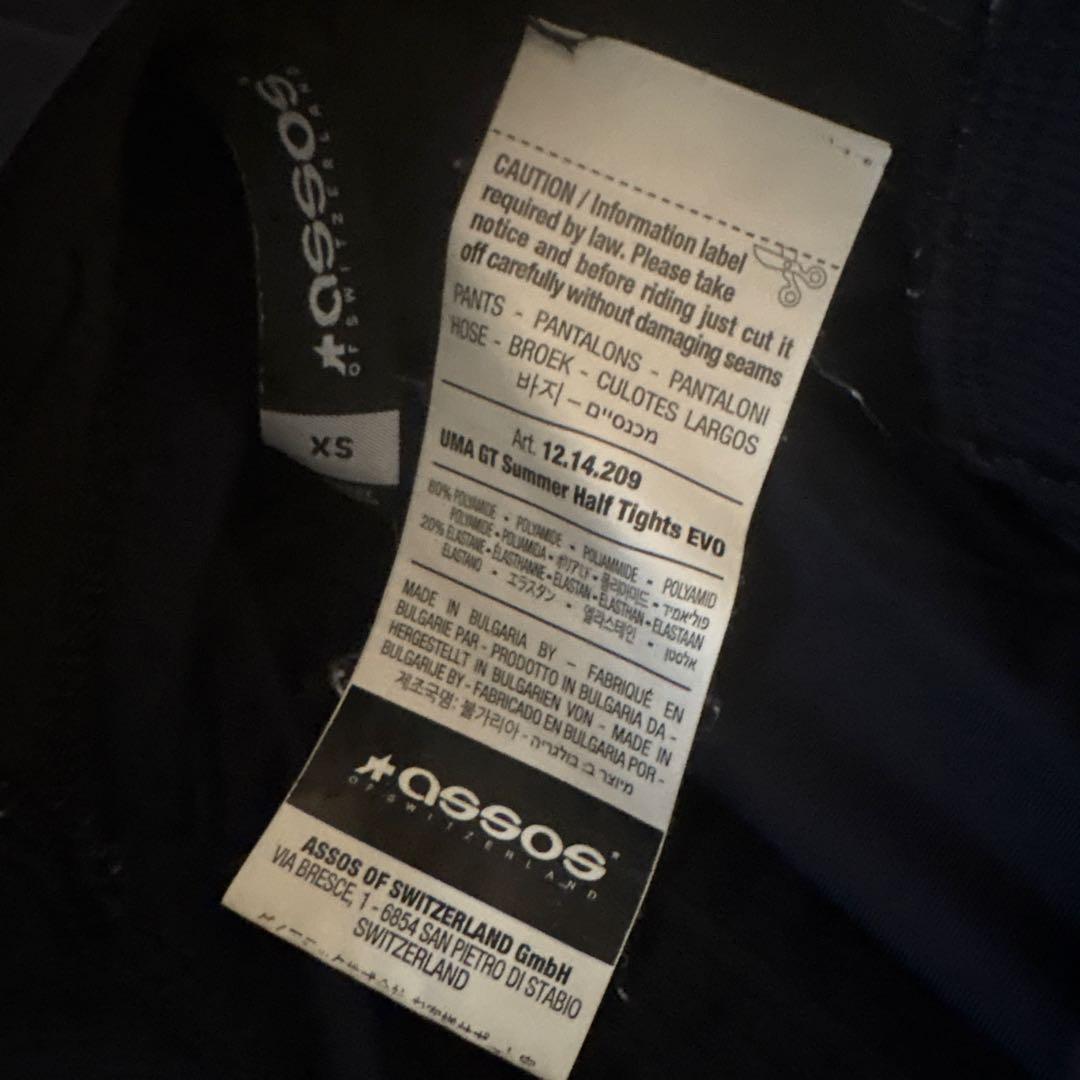 assos
OF SWITZERLAND
XS
CAUTION / Information label
required by law. Please take
notice and before riding just cut it
off carefully without damaging seams
PANTS - PANTALONS - PANTALONI
HOSE - BROEK - CULOTES LARGOS
바지 - מכנסיים
Art. 12.14.209
UMA GT Summer Half Tights EVO
80% POLYAMIDE • POLYAMIDE • POLIAMMIDE • POLYAMID
POLYAMIDE • POLIAMIDA • 폴리아미드 • פוליאמיד
20% ELASTANE • ÉLASTHANNE • ELASTAN • ELASTHAN • ELASTAAN
ELASTANO • エラスタン • 엘라스테인 • אלסטן
MADE IN BULGARIA BY - FABRIQUÉ EN
BULGARIE PAR - PRODOTTO IN BULGARIA DA -
HERGESTELLT IN BULGARIEN VON - MADE IN
BULGARIJE BY - FABRICADO EN BULGARIA POR -
제조국명: 불가리아 - מיוצר ב: בולגריה
assos
OF SWITZERLAND
ASSOS OF SWITZERLAND GmbH
VIA BRESCE, 1 - 6854 SAN PIETRO DI STABIO
SWITZERLAND